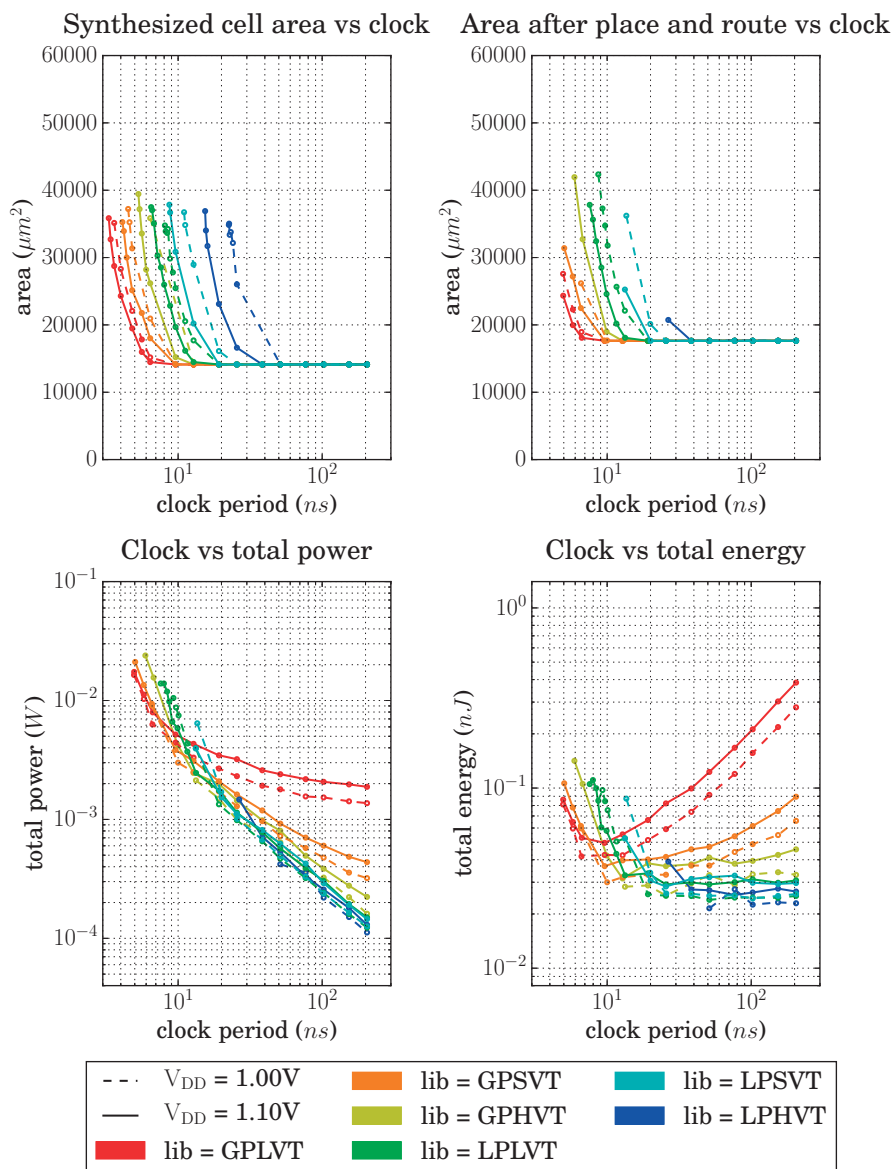 Synthesized cell area vs clock
Area after place and route vs clock
60000
50000
40000
30000
20000
10000
0
area (μm²)
10¹
10²
clock period (ns)
60000
50000
40000
30000
20000
10000
0
area (μm²)
10¹
10²
clock period (ns)
Clock vs total power
Clock vs total energy
10⁻¹
10⁻²
10⁻³
10⁻⁴
total power (W)
10¹
10²
clock period (ns)
10⁰
10⁻¹
10⁻²
total energy (nJ)
10¹
10²
clock period (ns)
V_DD = 1.00V
V_DD = 1.10V
lib = GPLVT
lib = GPSVT
lib = GPHVT
lib = LPLVT
lib = LPSVT
lib = LPHVT